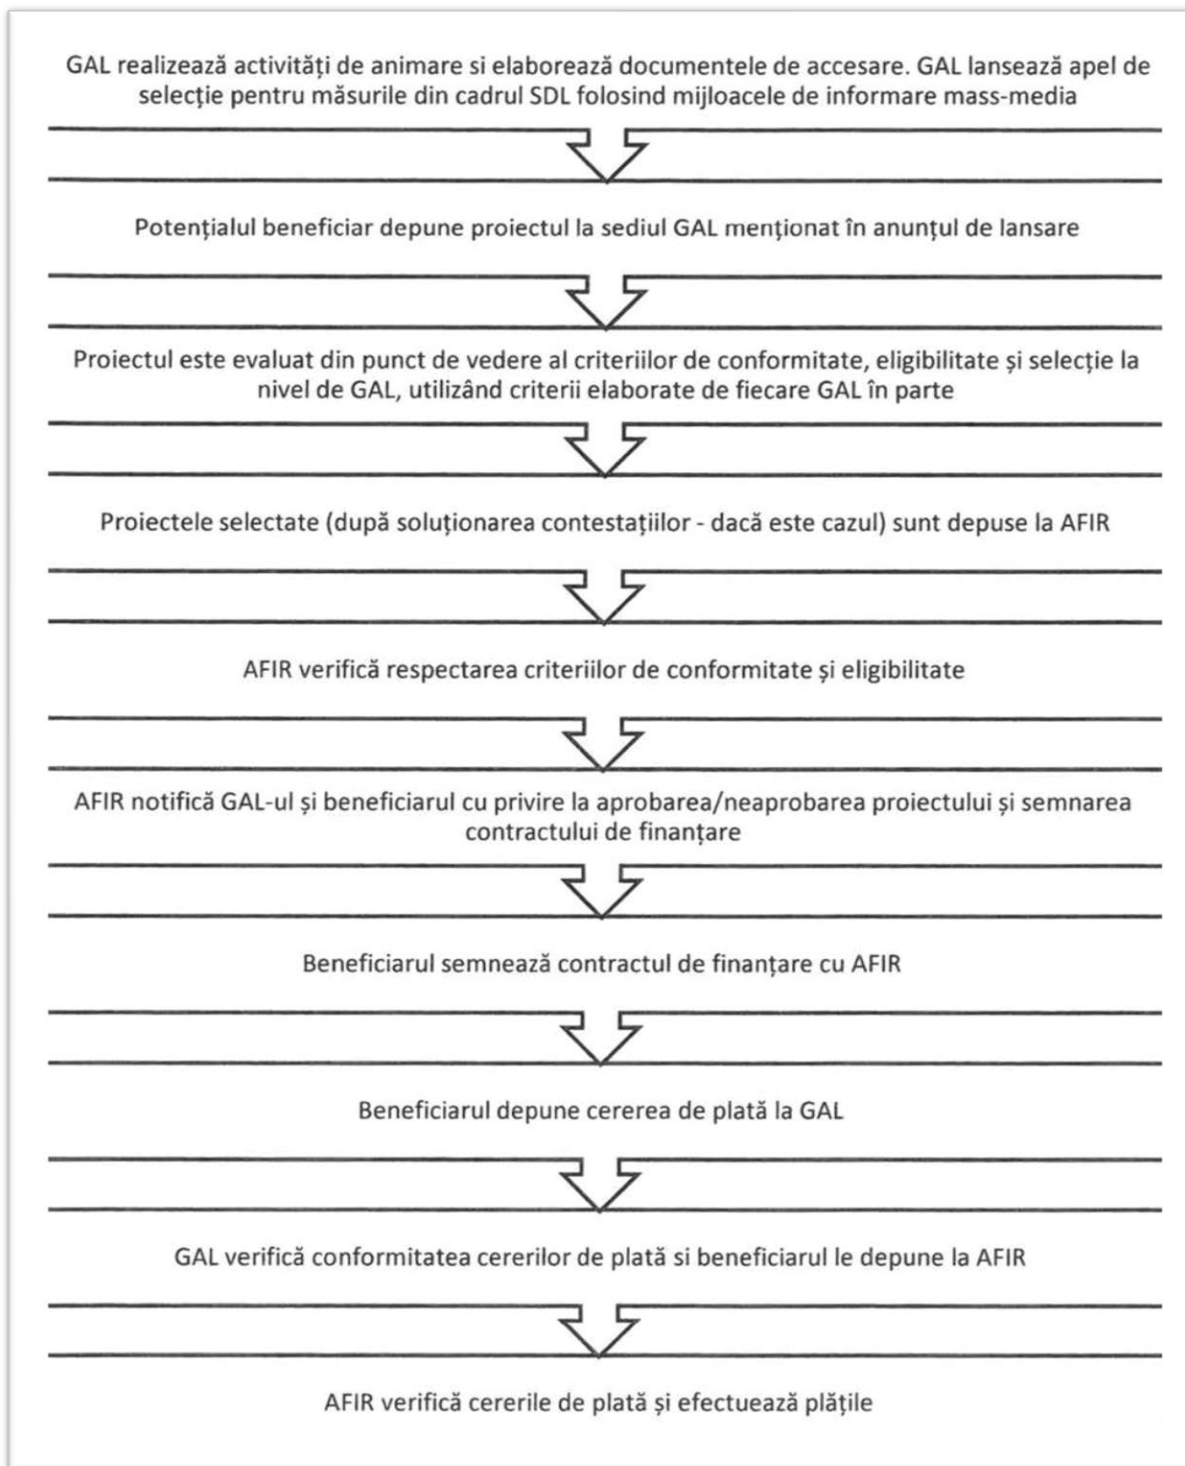 GAL realizează activități de animare si elaborează documentele de accesare. GAL lansează apel de
selecție pentru măsurile din cadrul SDL folosind mijloacele de informare mass-media
Potențialul beneficiar depune proiectul la sediul GAL menționat în anunțul de lansare
Proiectul este evaluat din punct de vedere al criteriilor de conformitate, eligibilitate și selecție la
nivel de GAL, utilizând criterii elaborate de fiecare GAL în parte
Proiectele selectate (după soluționarea contestațiilor - dacă este cazul) sunt depuse la AFIR
AFIR verifică respectarea criteriilor de conformitate și eligibilitate
AFIR notifică GAL-ul și beneficiarul cu privire la aprobarea/neaprobarea proiectului și semnarea
contractului de finanțare
Beneficiarul semnează contractul de finanțare cu AFIR
Beneficiarul depune cererea de plată la GAL
GAL verifică conformitatea cererilor de plată si beneficiarul le depune la AFIR
AFIR verifică cererile de plată și efectuează plățile